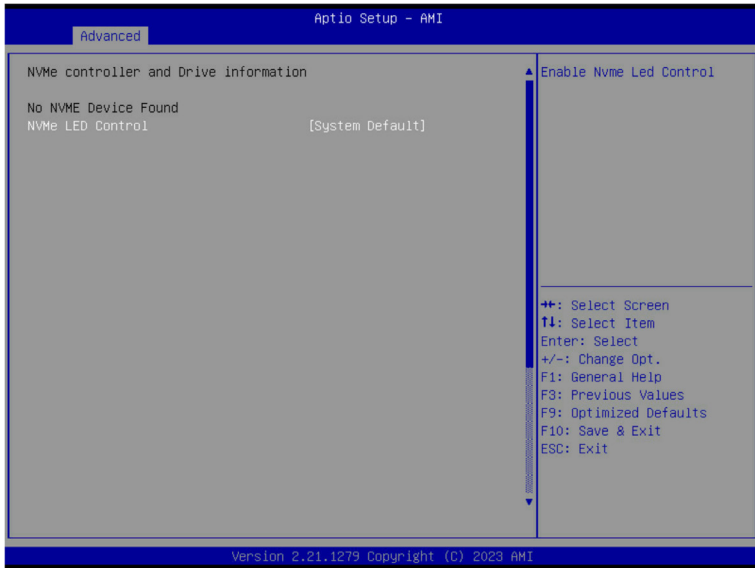 Aptio Setup – AMI
Advanced
NVMe controller and Drive information
No NVME Device Found
NVMe LED Control [System Default]
Enable Nvme Led Control
→←: Select Screen
↑↓: Select Item
Enter: Select
+/-: Change Opt.
F1: General Help
F3: Previous Values
F9: Optimized Defaults
F10: Save & Exit
ESC: Exit
Version 2.21.1279 Copyright (C) 2023 AMI